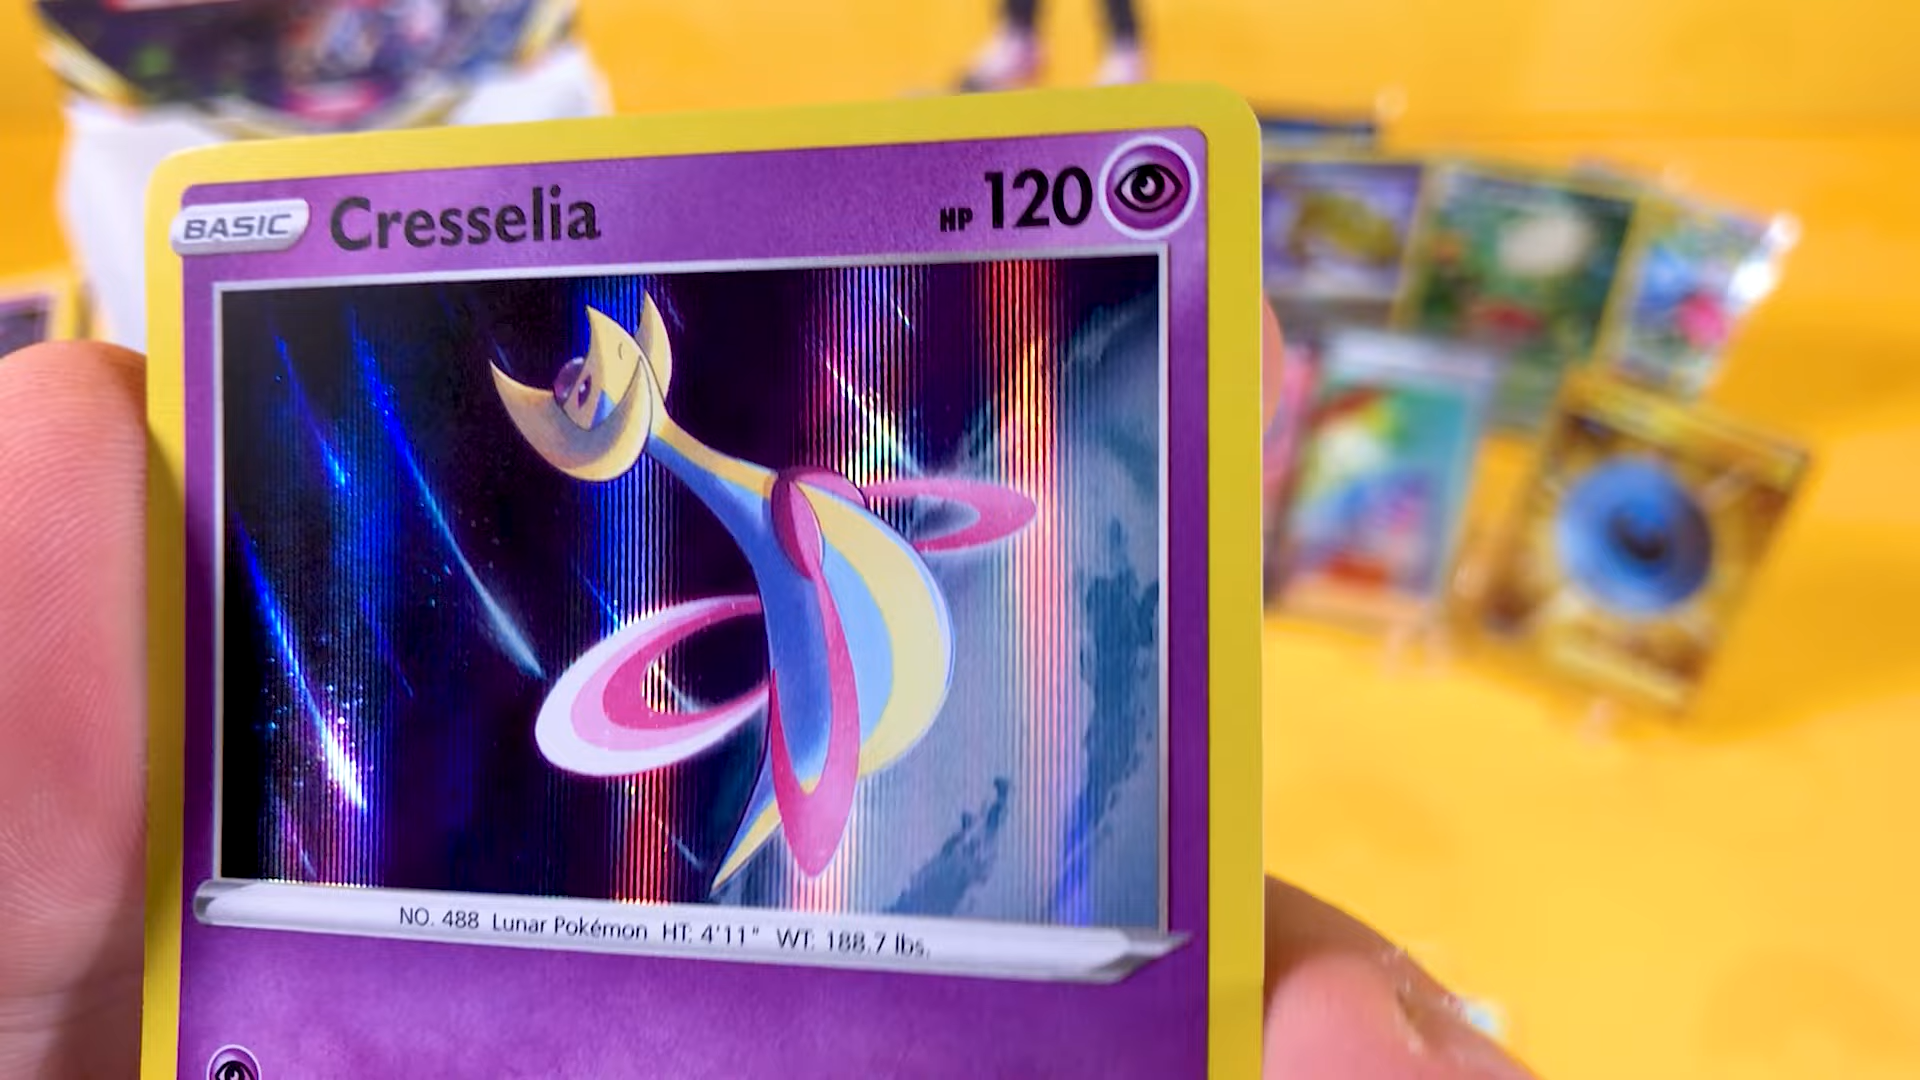 BASIC Cresselia HP 120
NO. 488 Lunar Pokémon HT: 4'11" WT: 188.7 lbs.